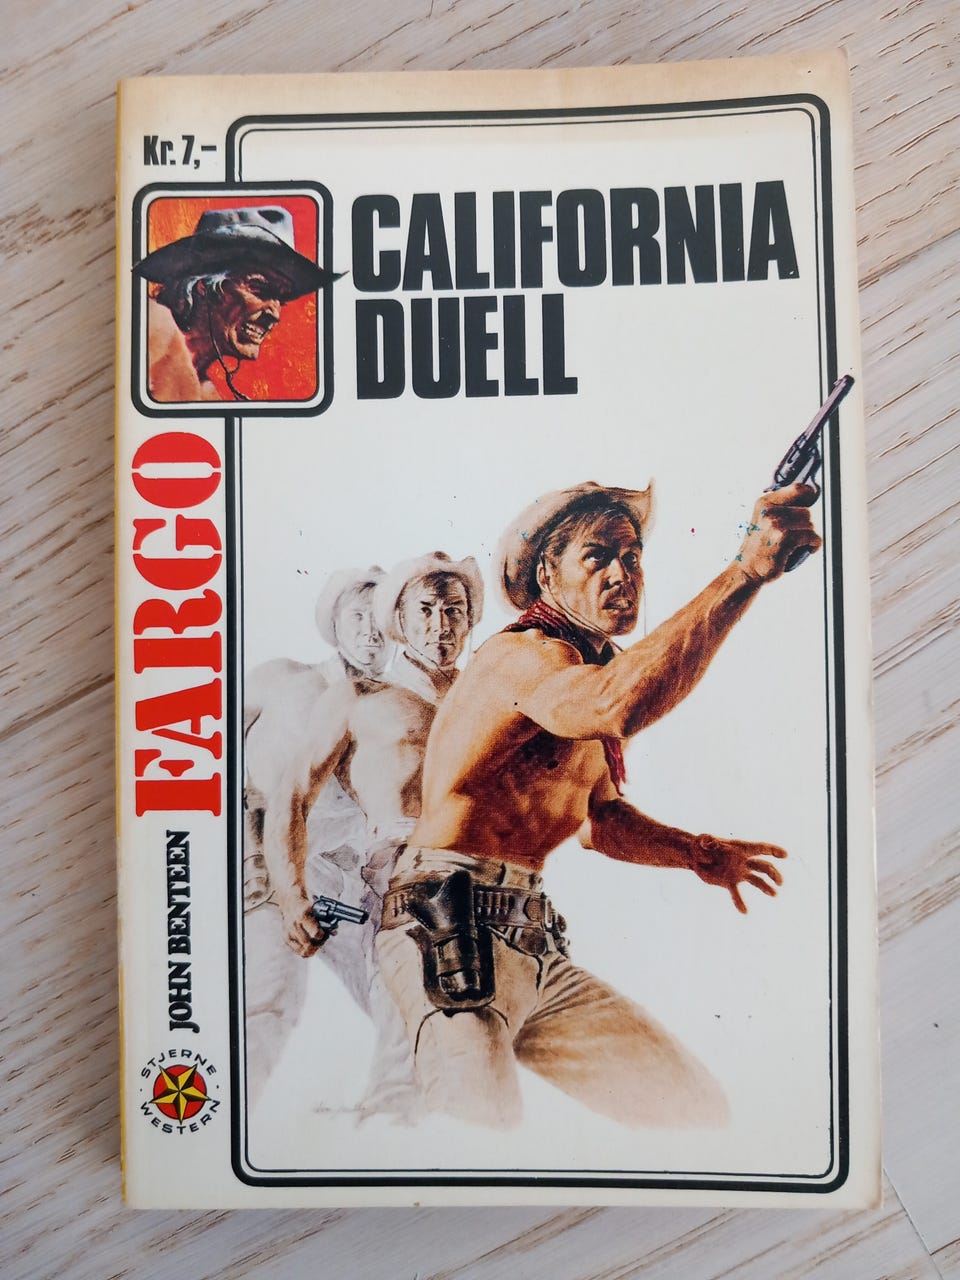 Kr. 7,-
CALIFORNIA
DUELL
FARGO
JOHN BENTEEN
STJERNE
WESTERN